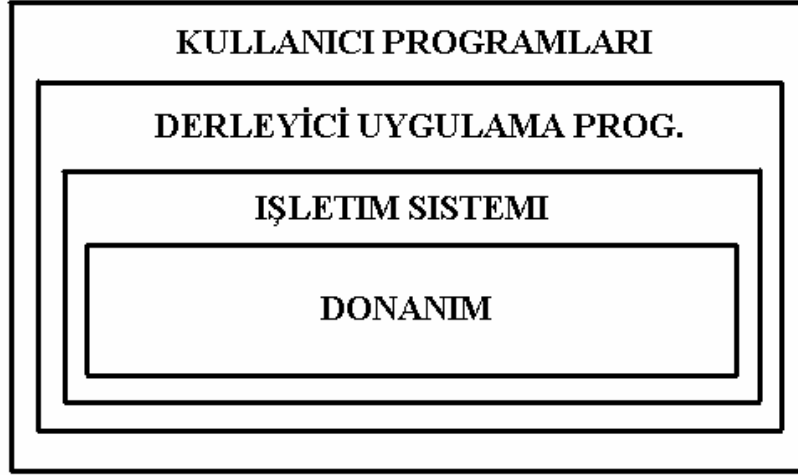 KULLANICI PROGRAMLARI
DERLEYİCİ UYGULAMA PROG.
IŞLETIM SISTEMI
DONANIM